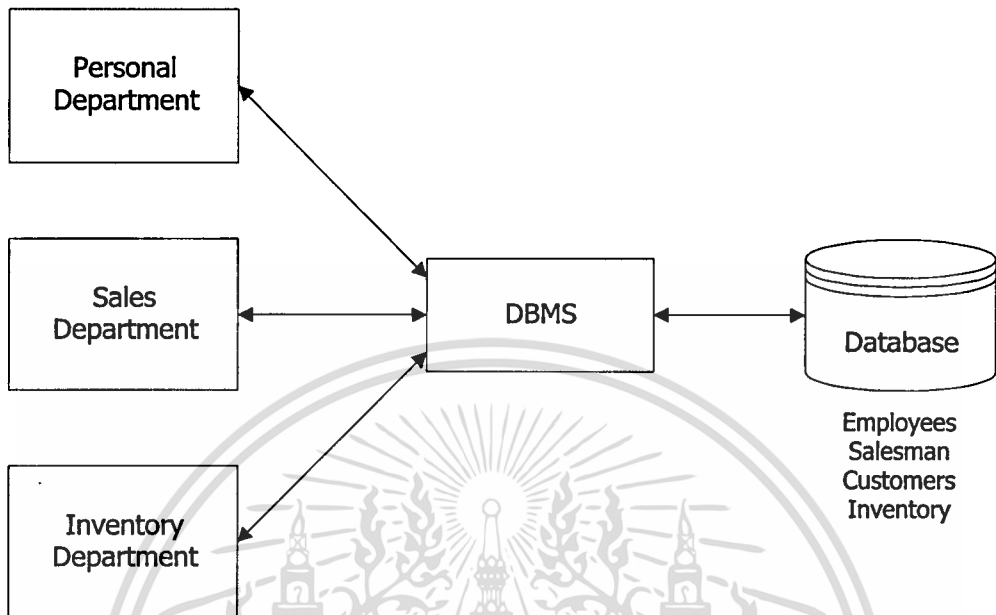 Personal
Department
Sales
Department
Inventory
Department
DBMS
Database
Employees
Salesman
Customers
Inventory